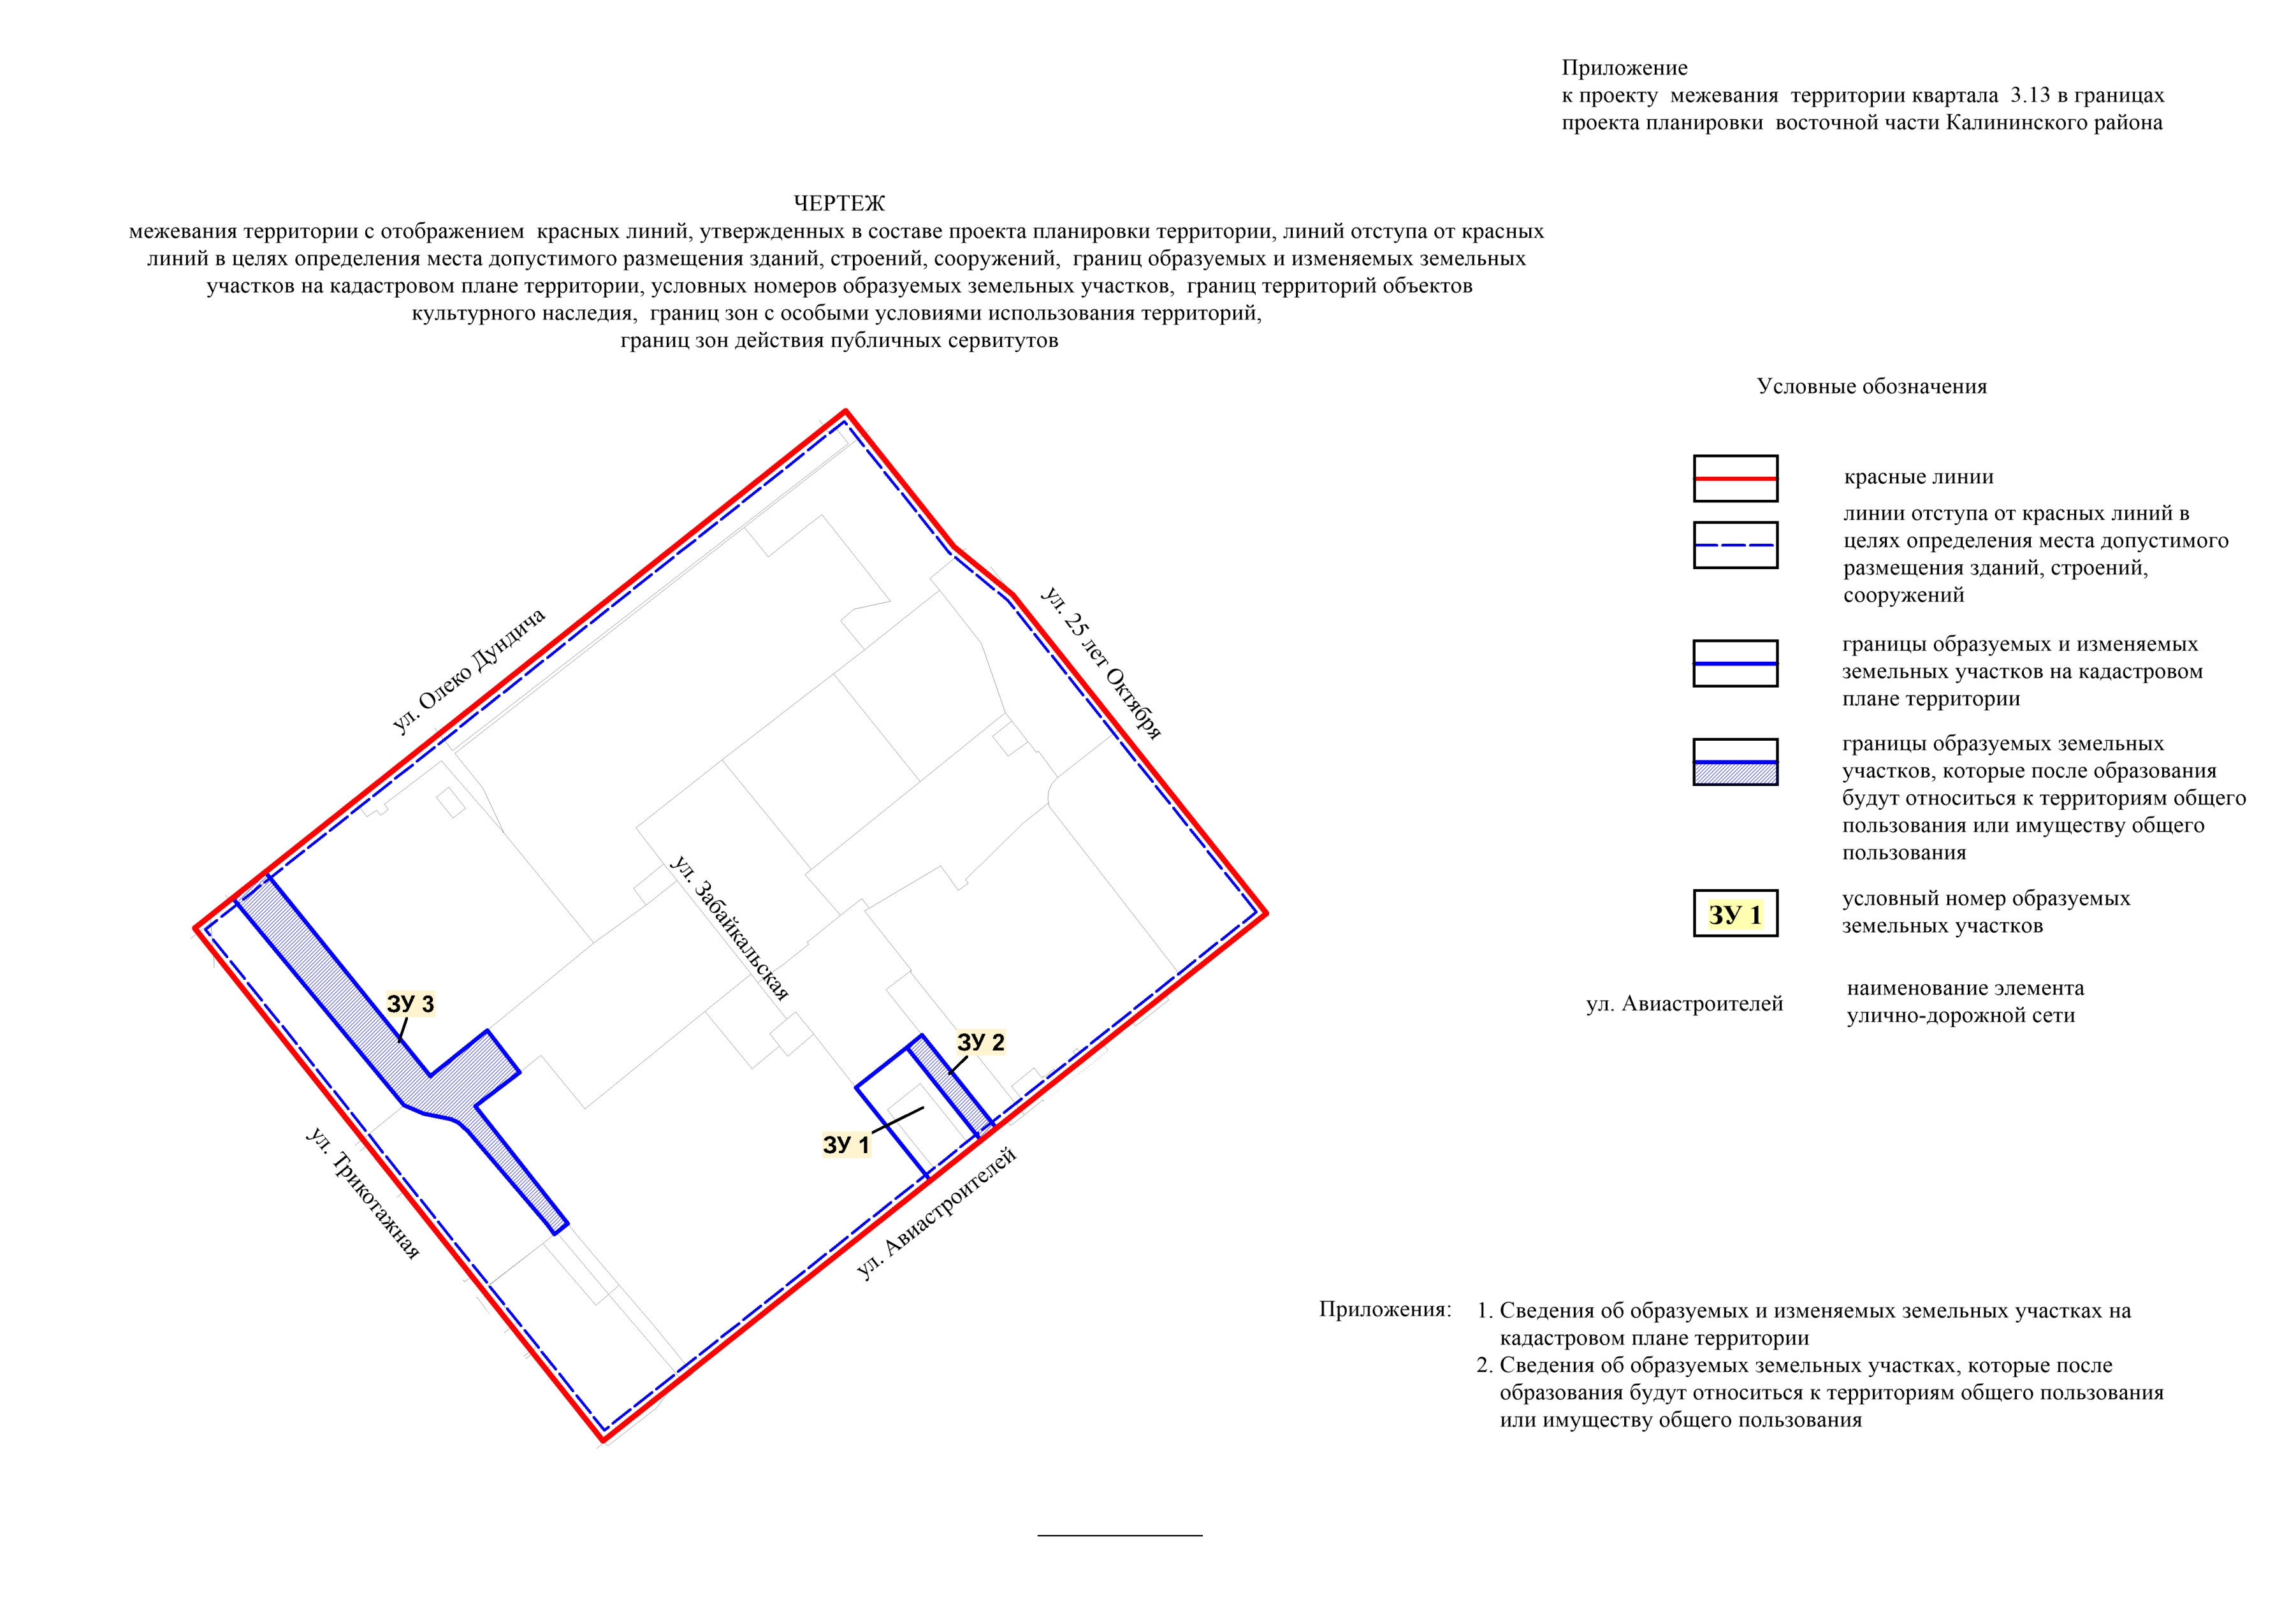 Приложение
к проекту межевания территории квартала 3.13 в границах
проекта планировки восточной части Калининского района
ЧЕРТЕЖ
межевания территории с отображением красных линий, утвержденных в составе проекта планировки территории, линий отступа от красных
линий в целях определения места допустимого размещения зданий, строений, сооружений, границ образуемых и изменяемых земельных
участков на кадастровом плане территории, условных номеров образуемых земельных участков, границ территорий объектов
культурного наследия, границ зон с особыми условиями использования территорий,
границ зон действия публичных сервитутов
Условные обозначения
красные линии
линии отступа от красных линий в
целях определения места допустимого
размещения зданий, строений,
сооружений
границы образуемых и изменяемых
земельных участков на кадастровом
плане территории
границы образуемых земельных
участков, которые после образования
будут относиться к территориям общего
пользования или имуществу общего
пользования
ЗУ 1
условный номер образуемых
земельных участков
ул. Авиастроителей
наименование элемента
улично-дорожной сети
ул. Олеко Дундича
ул. 25 лет Октября
ул. Забайкальская
ЗУ 3
ЗУ 2
ЗУ 1
ул. Трикотажная
ул. Авиастроителей
Приложения:
1. Сведения об образуемых и изменяемых земельных участках на
кадастровом плане территории
2. Сведения об образуемых земельных участках, которые после
образования будут относиться к территориям общего пользования
или имуществу общего пользования